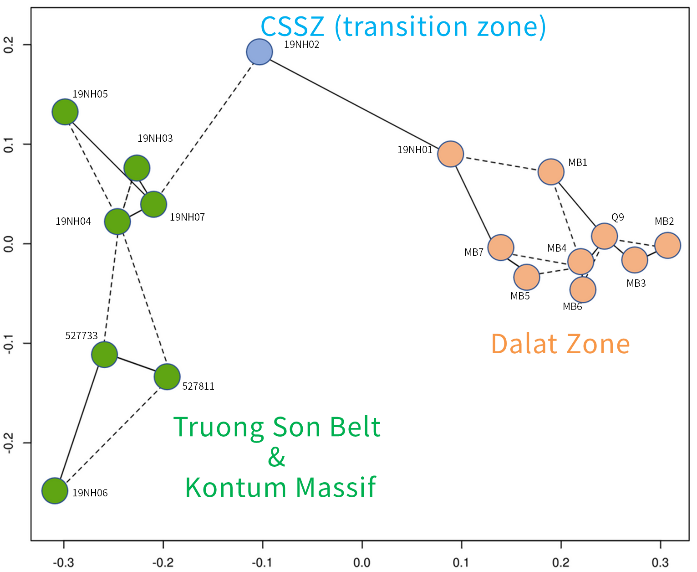 CSSZ (transition zone)
19NH02
0.2
19NH05
19NH03
0.1
19NH01
MB1
19NH04
19NH07
Q9
MB2
0.0
MB7
MB4
MB3
MB5
MB6
527733
Dalat Zone
-0.1
527811
Truong Son Belt
-0.2
&
Kontum Massif
19NH06
-0.3
-0.2
-0.1
0.0
0.1
0.2
0.3